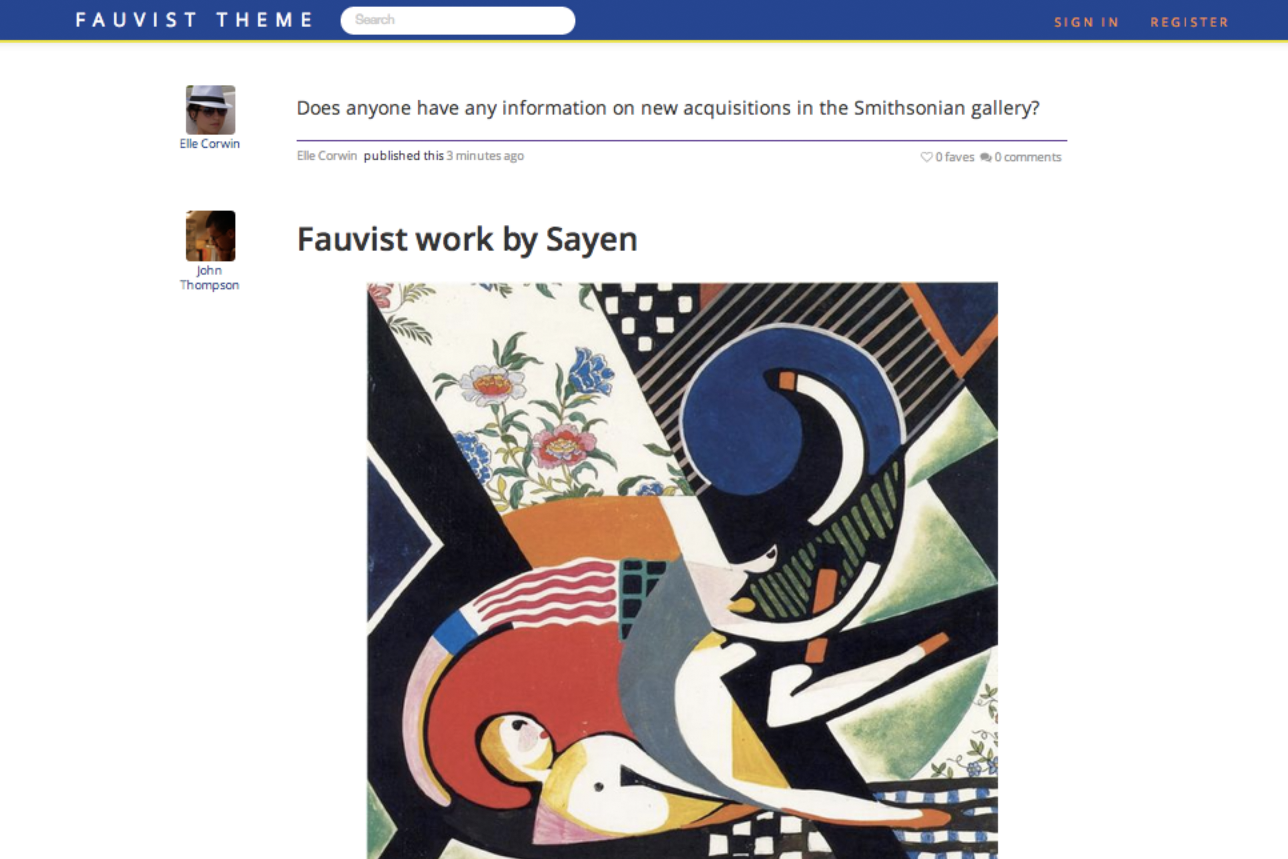 FAUVIST THEME
Search
SIGN IN
REGISTER
Elle Corwin
Does anyone have any information on new acquisitions in the Smithsonian gallery?
Elle Corwin published this 3 minutes ago
0 faves 0 comments
John
Thompson
Fauvist work by Sayen